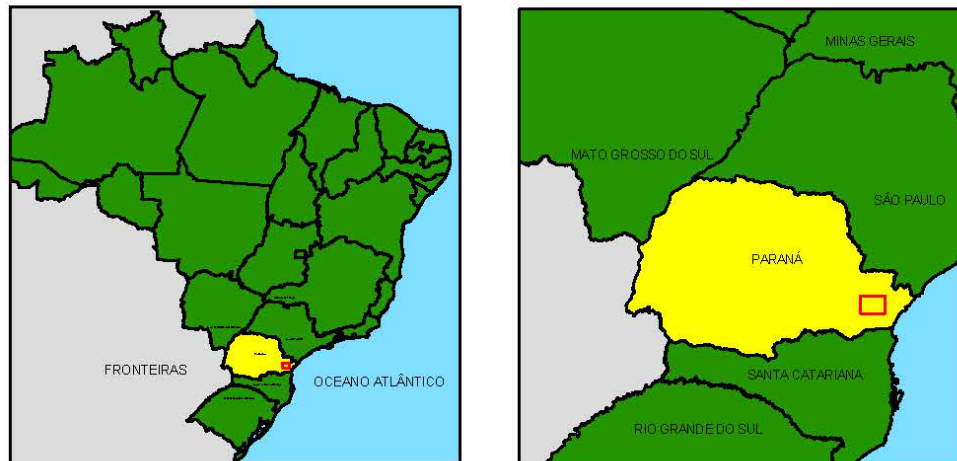 FRONTEIRAS
OCEANO ATLÂNTICO
MINAS GERAIS
MATO GROSSO DO SUL
SÃO PAULO
PARANÁ
SANTA CATARIANA
RIO GRANDE DO SUL